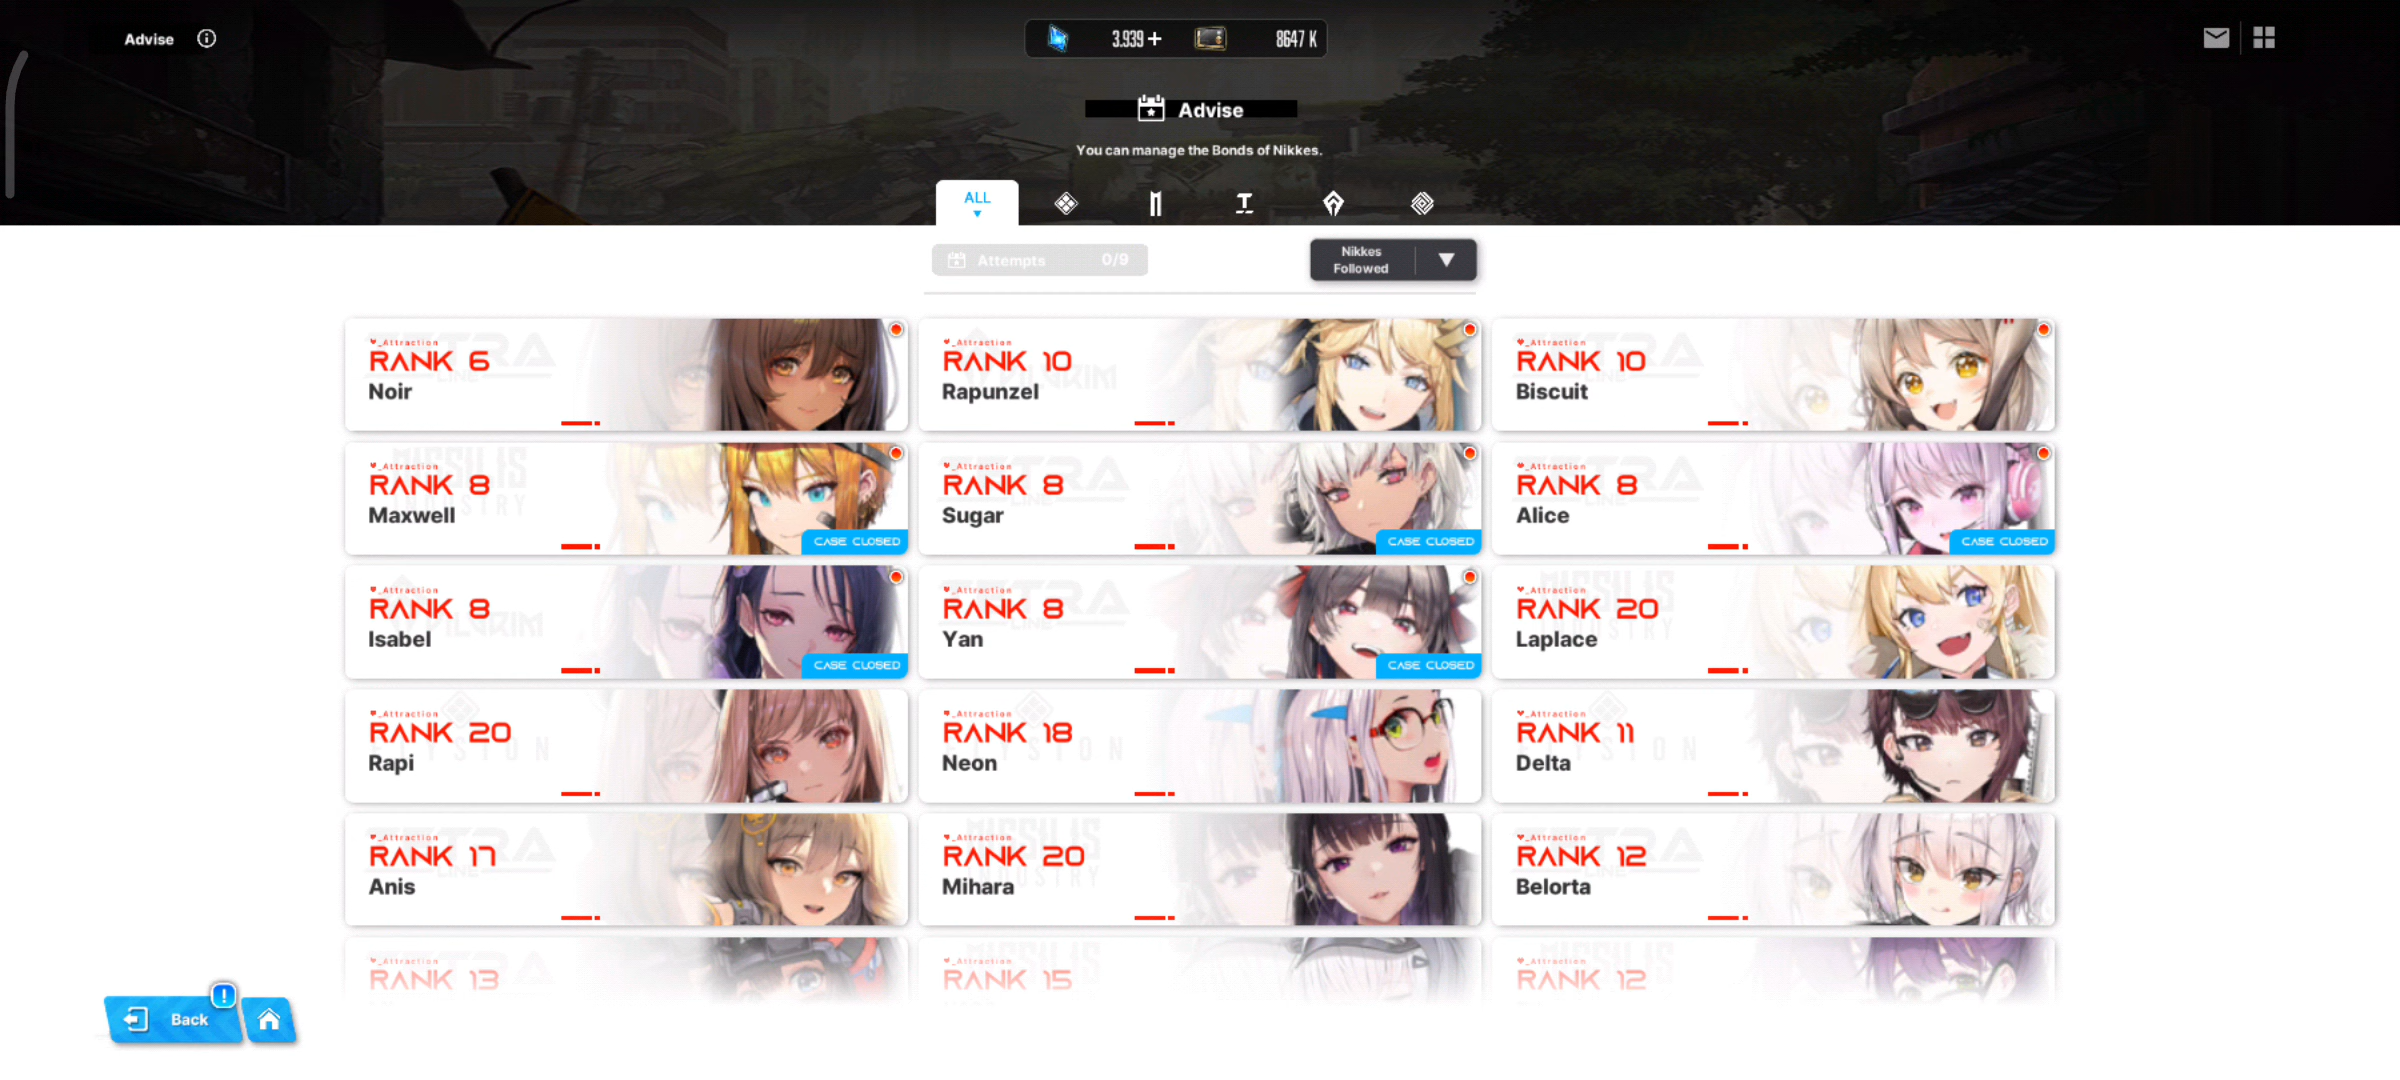 Advise
3.939 +
8647 K
Advise
You can manage the Bonds of Nikkes.
ALL
Attempts 0/9
Nikkes
Followed
Attraction
RANK 6
Noir
Attraction
RANK 10
Rapunzel
Attraction
RANK 10
Biscuit
Attraction
RANK 8
Maxwell
CASE CLOSED
Attraction
RANK 8
Sugar
CASE CLOSED
Attraction
RANK 8
Alice
CASE CLOSED
Attraction
RANK 8
Isabel
CASE CLOSED
Attraction
RANK 8
Yan
CASE CLOSED
Attraction
RANK 20
Laplace
Attraction
RANK 20
Rapi
Attraction
RANK 18
Neon
Attraction
RANK 11
Delta
Attraction
RANK 17
Anis
Attraction
RANK 20
Mihara
Attraction
RANK 12
Belorta
Attraction
RANK 13
Attraction
RANK 15
Attraction
RANK 12
Back